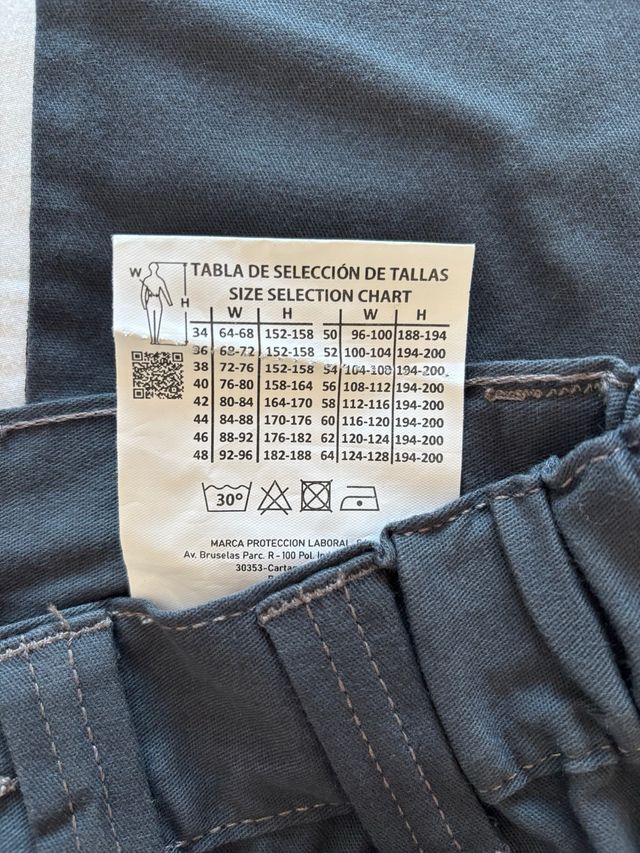 W
H
TABLA DE SELECCIÓN DE TALLAS
SIZE SELECTION CHART
W H W H
34 64-68 152-158 50 96-100 188-194
36 68-72 152-158 52 100-104 194-200
38 72-76 152-158 54 104-108 194-200
40 76-80 158-164 56 108-112 194-200
42 80-84 164-170 58 112-116 194-200
44 84-88 170-176 60 116-120 194-200
46 88-92 176-182 62 120-124 194-200
48 92-96 182-188 64 124-128 194-200
30°
MARCA PROTECCION LABORAL
Av. Bruselas Parc. R - 100 Pol.
30353-